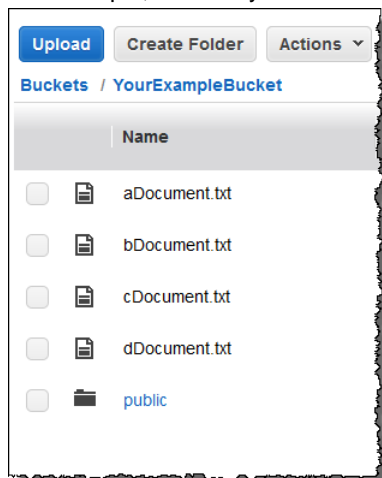 Upload Create Folder Actions
Buckets / YourExampleBucket
Name
aDocument.txt
bDocument.txt
cDocument.txt
dDocument.txt
public